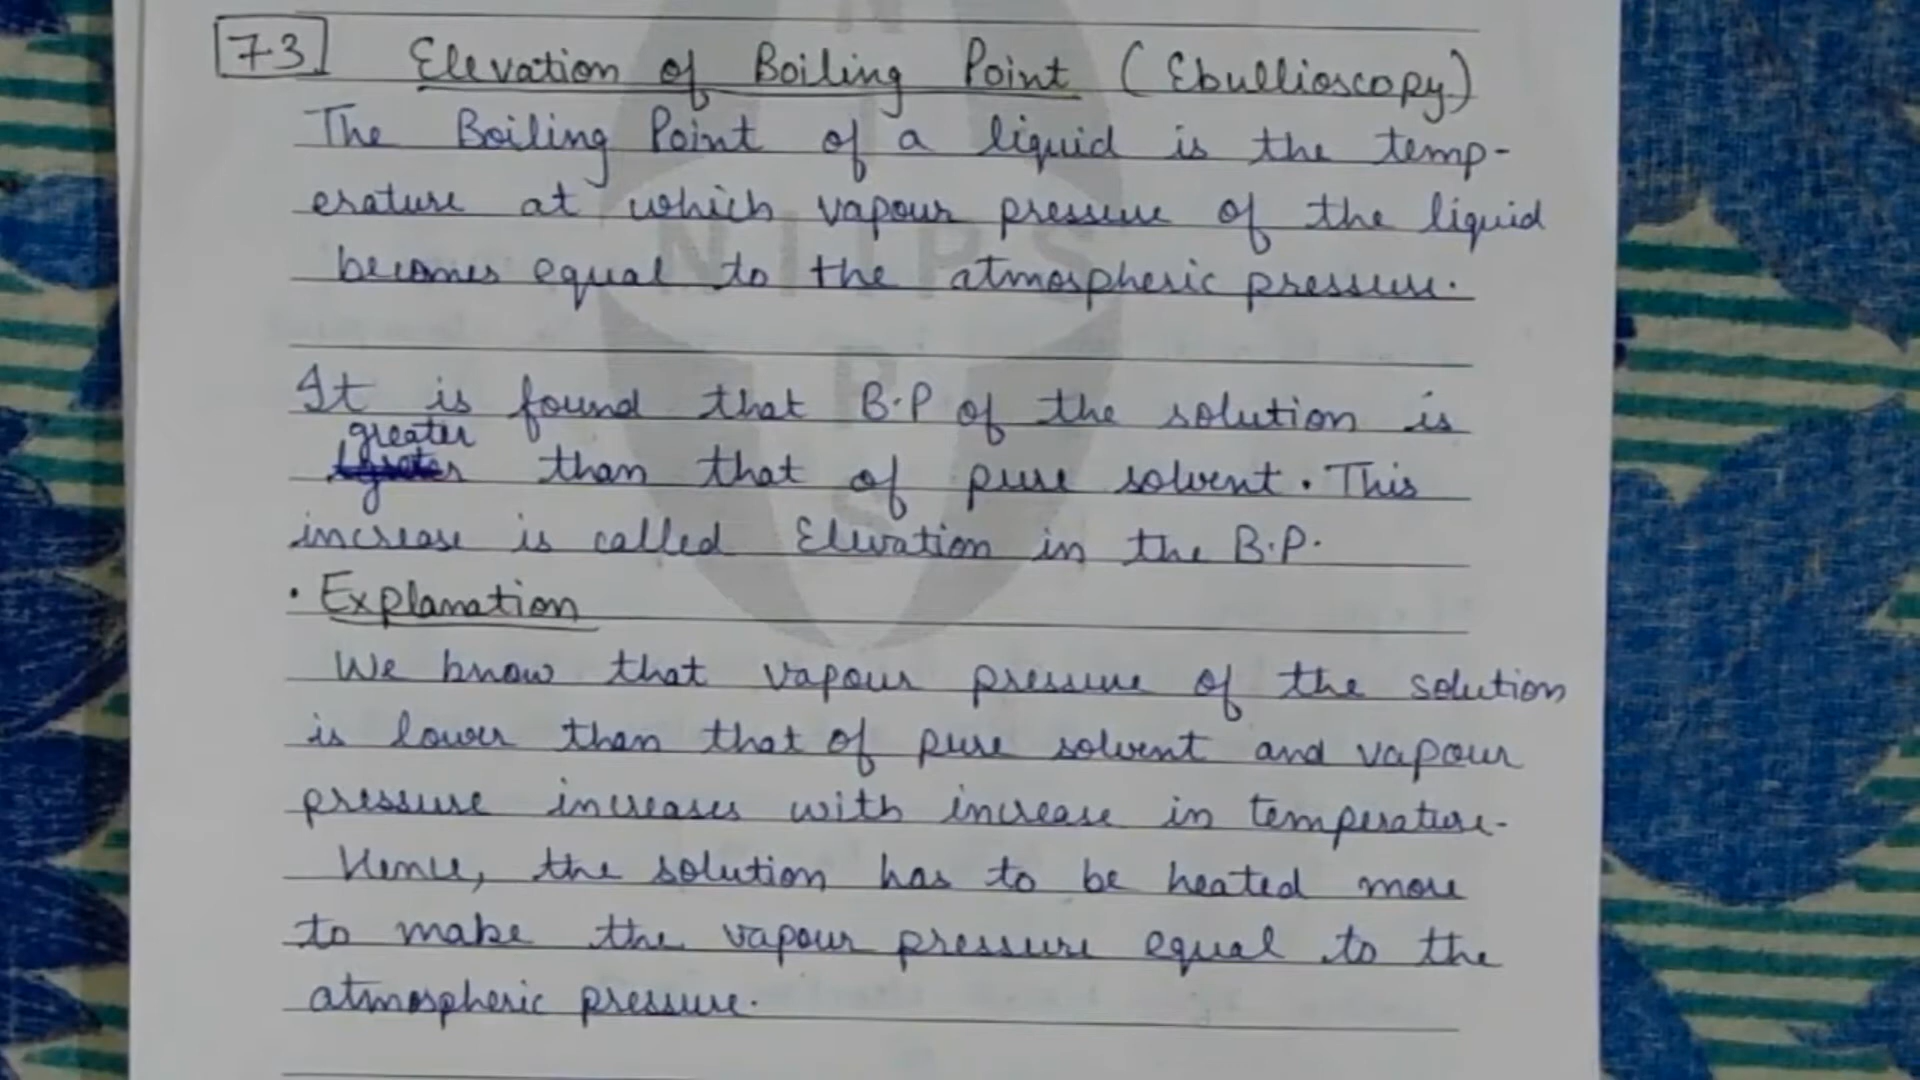 73 Elevation of Boiling Point (Ebullioscopy)
The Boiling Point of a liquid is the temp-
erature at which vapour pressure of the liquid
becomes equal to the atmospheric pressure.
It is found that B.P of the solution is
greater
than that of pure solvent. This
increase is called Elevation in the B.P.
• Explanation
We know that vapour pressure of the solution
is lower than that of pure solvent and vapour
pressure increases with increase in temperature.
Hence, the solution has to be heated more
to make the vapour pressure equal to the
atmospheric pressure.